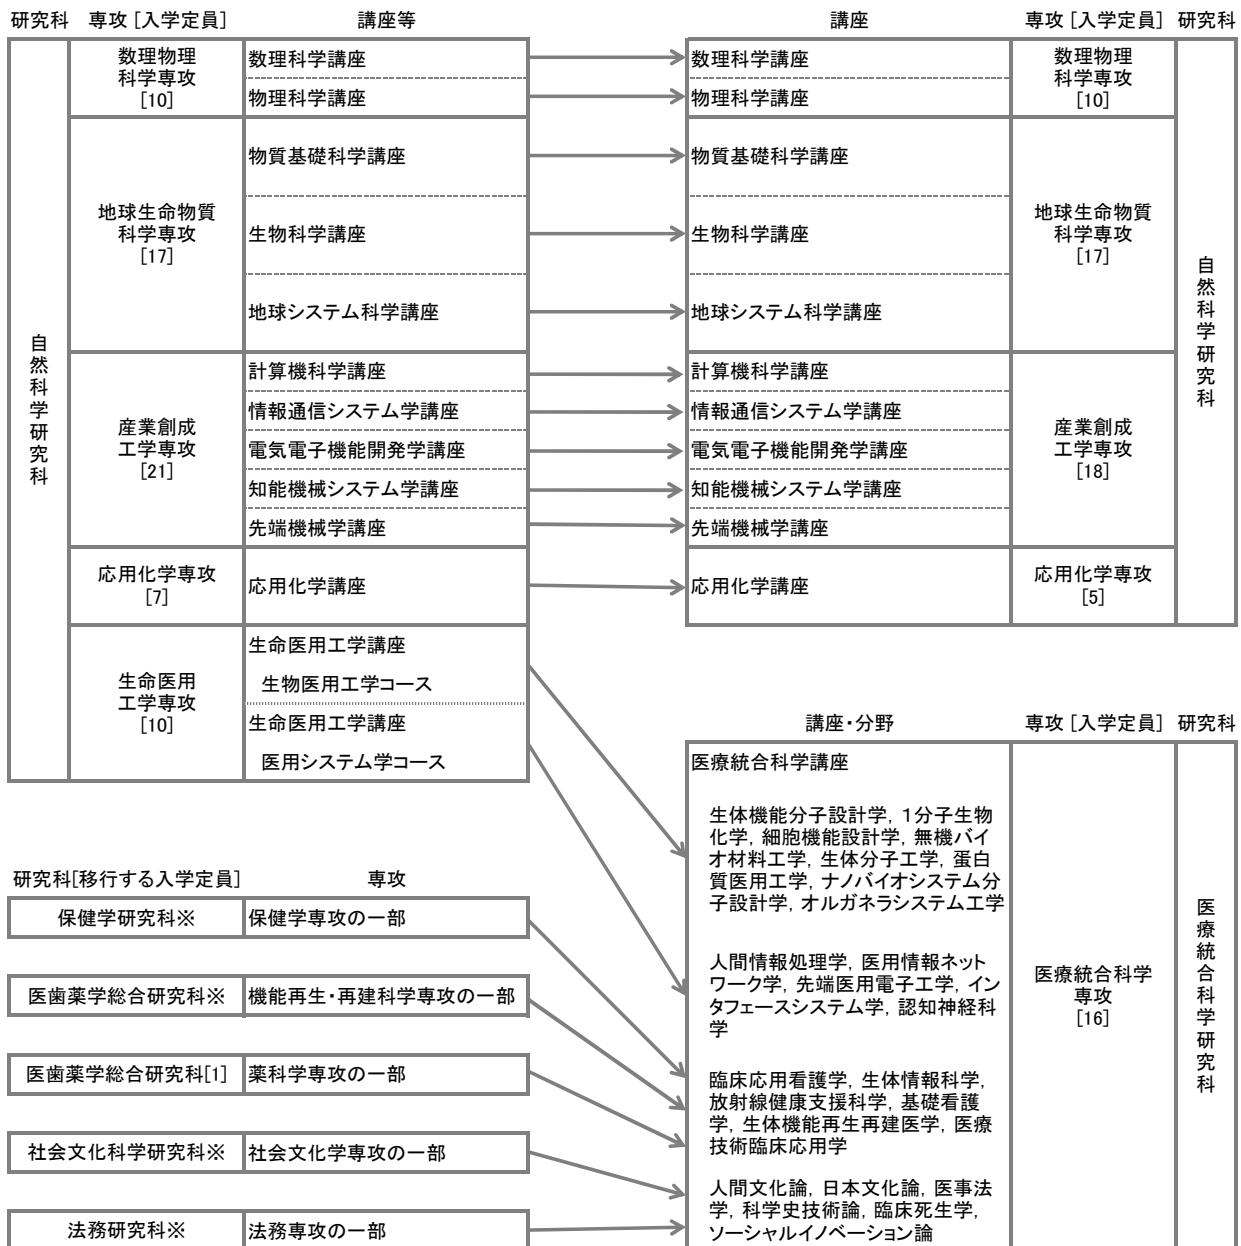 研究科 専攻 [入学定員] 講座等
自然科学研究科
数理物理
科学専攻
[10]
数理科学講座
物理科学講座
地球生命物質
科学専攻
[17]
物質基礎科学講座
生物科学講座
地球システム科学講座
産業創成
工学専攻
[21]
計算機科学講座
情報通信システム学講座
電気電子機能開発学講座
知能機械システム学講座
先端機械学講座
応用化学専攻
[7]
応用化学講座
生命医用
工学専攻
[10]
生命医用工学講座
生物医用工学コース
生命医用工学講座
医用システム学コース
研究科[移行する入学定員] 専攻
保健学研究科※ 保健学専攻の一部
医歯薬学総合研究科※ 機能再生・再建科学専攻の一部
医歯薬学総合研究科[1] 薬科学専攻の一部
社会文化科学研究科※ 社会文化学専攻の一部
法務研究科※ 法務専攻の一部
講座 専攻 [入学定員] 研究科
数理科学講座
物理科学講座
数理物理
科学専攻
[10]
物質基礎科学講座
生物科学講座
地球システム科学講座
地球生命物質
科学専攻
[17]
計算機科学講座
情報通信システム学講座
電気電子機能開発学講座
知能機械システム学講座
先端機械学講座
産業創成
工学専攻
[18]
応用化学講座
応用化学専攻
[5]
自然科学研究科
講座・分野 専攻 [入学定員] 研究科
医療統合科学講座
生体機能分子設計学, 1分子生物
化学, 細胞機能設計学, 無機バイ
オ材料工学, 生体分子工学, 蛋白
質医用工学, ナノバイオシステム分
子設計学, オルガネラシステム工学
人間情報処理学, 医用情報ネット
ワーク学, 先端医用電子工学, イン
タフェースシステム学, 認知神経科
学
臨床応用看護学, 生体情報科学,
放射線健康支援科学, 基礎看護
学, 生体機能再生再建医学, 医療
技術臨床応用学
人間文化論, 日本文化論, 医事法
学, 科学史技術論, 臨床死生学,
ソーシャルイノベーション論
医療統合科学
専攻
[16]
医療統合科学研究科